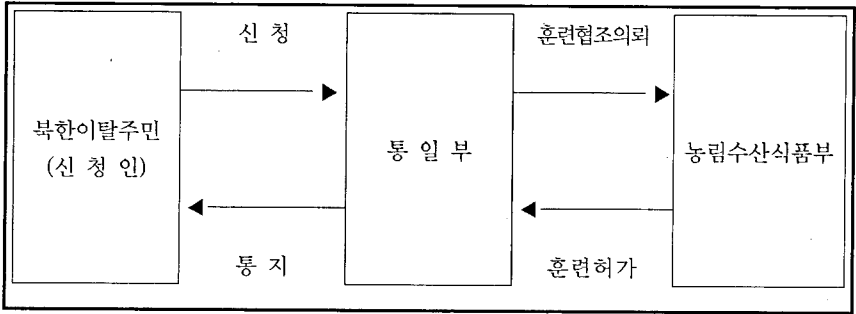 신 청
훈련협조의뢰
북한이탈주민
(신 청 인)
통 일 부
농림수산식품부
통 지
훈련허가